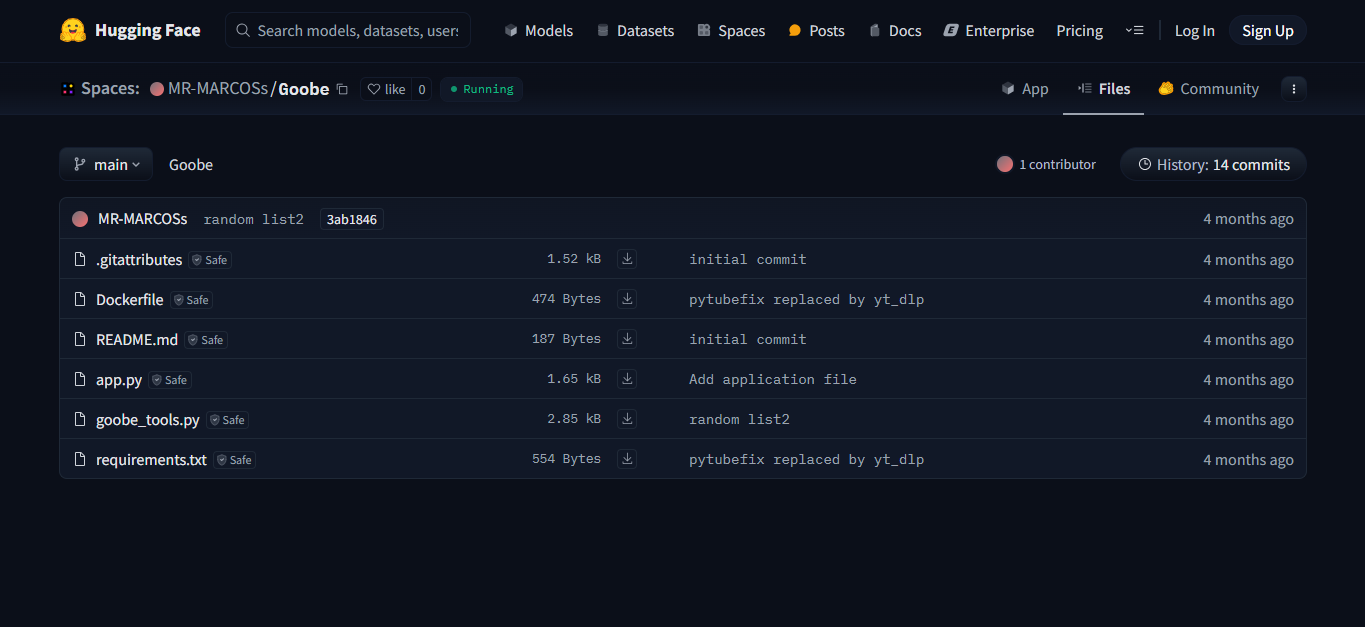 Hugging Face Search models, datasets, users Models Datasets Spaces Posts Docs Enterprise Pricing Log In Sign Up
Spaces: MR-MARCOSs/Goobe like 0 Running App Files Community
main Goobe 1 contributor History: 14 commits
MR-MARCOSs random list2 3ab1846 4 months ago
.gitattributes Safe 1.52 kB initial commit 4 months ago
Dockerfile Safe 474 Bytes pytubefix replaced by yt_dlp 4 months ago
README.md Safe 187 Bytes initial commit 4 months ago
app.py Safe 1.65 kB Add application file 4 months ago
goobe_tools.py Safe 2.85 kB random list2 4 months ago
requirements.txt Safe 554 Bytes pytubefix replaced by yt_dlp 4 months ago